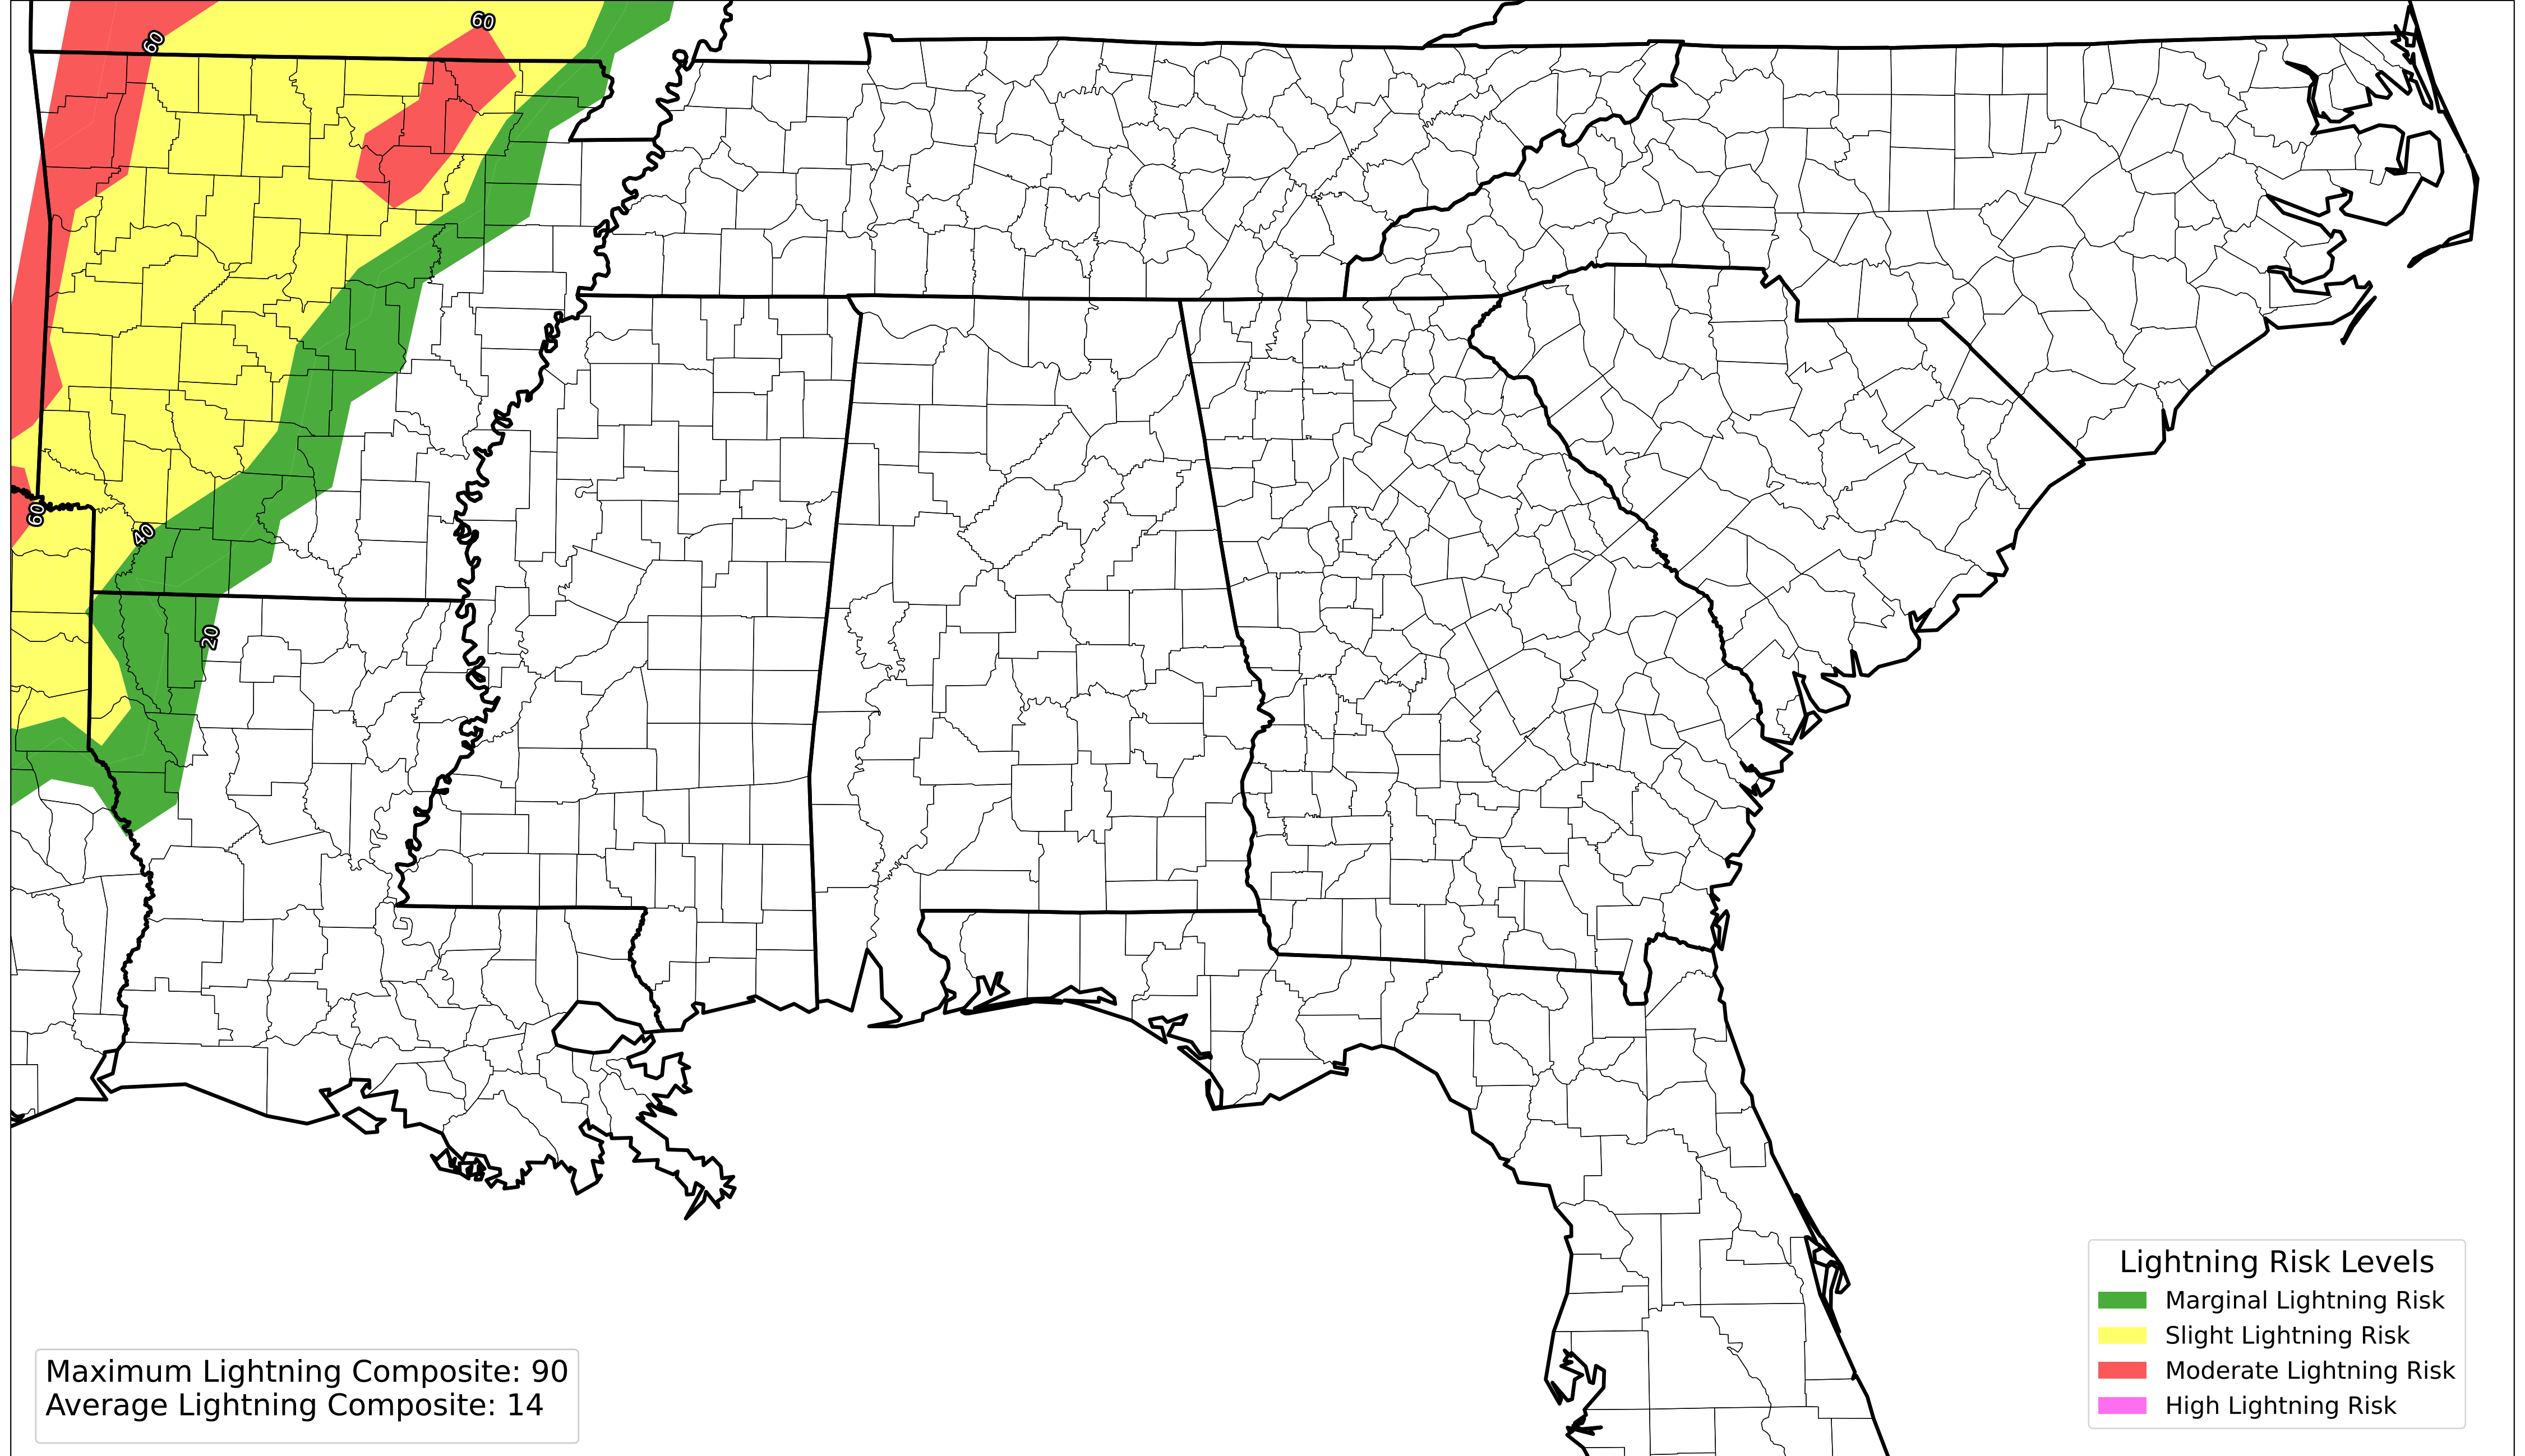 60
60
60
40
20
Lightning Risk Levels
Marginal Lightning Risk
Slight Lightning Risk
Moderate Lightning Risk
High Lightning Risk
Maximum Lightning Composite: 90
Average Lightning Composite: 14